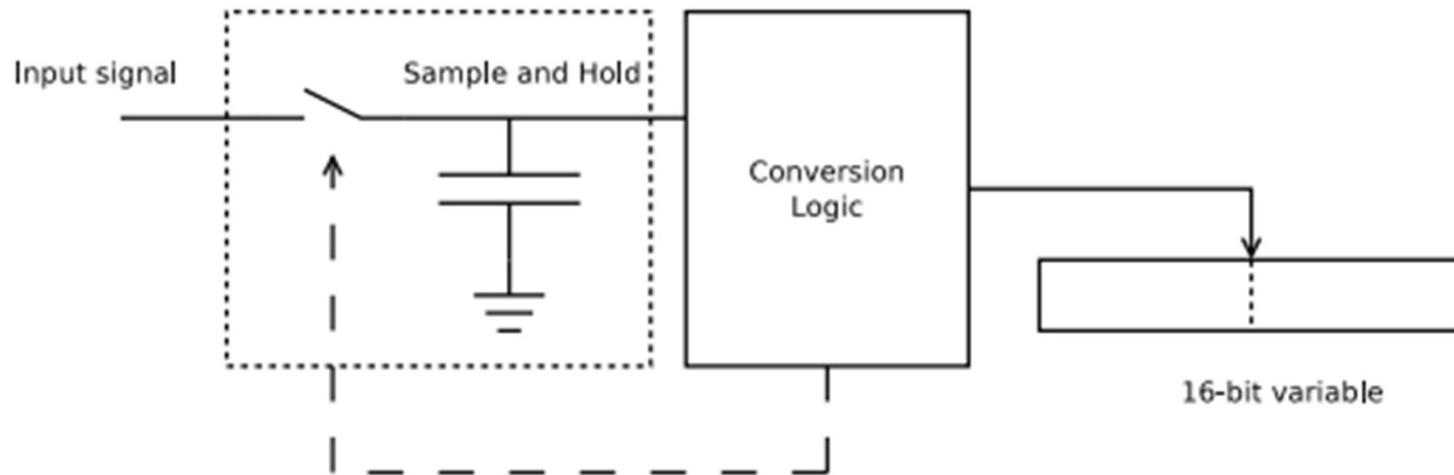 Input signal
Sample and Hold
Conversion
Logic
16-bit variable